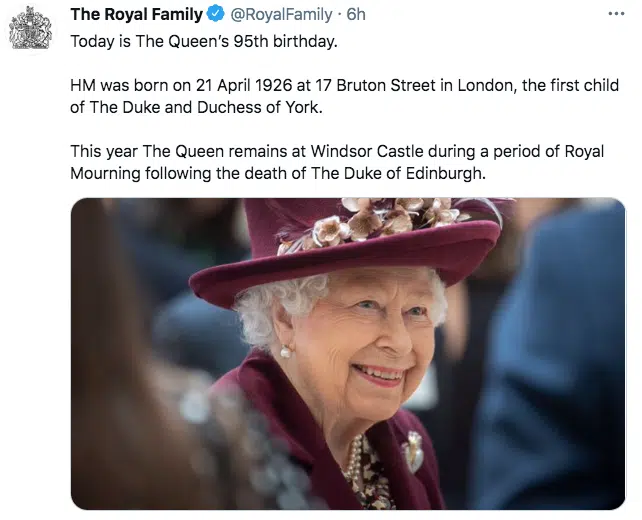 The Royal Family @RoyalFamily · 6h
Today is The Queen's 95th birthday.
HM was born on 21 April 1926 at 17 Bruton Street in London, the first child
of The Duke and Duchess of York.
This year The Queen remains at Windsor Castle during a period of Royal
Mourning following the death of The Duke of Edinburgh.